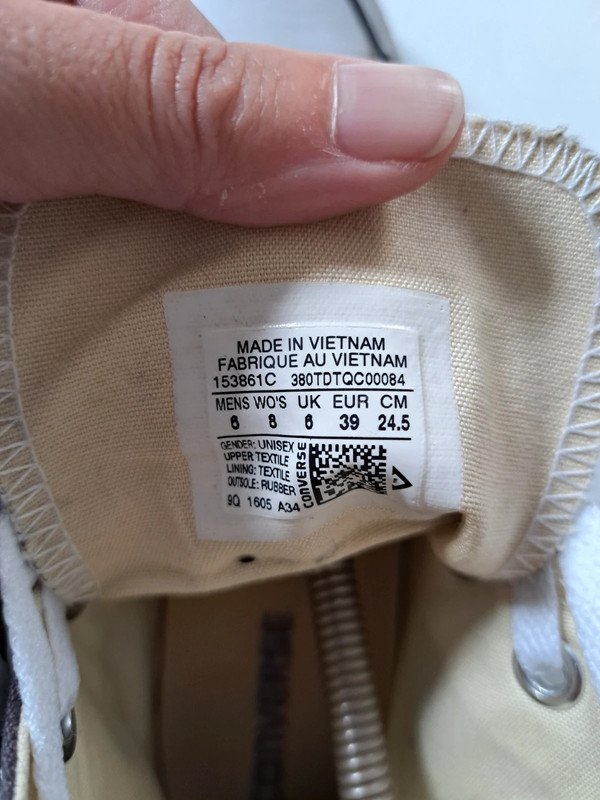 MADE IN VIETNAM
FABRIQUE AU VIETNAM
153861C 380TDTQC00084
MENS WO'S UK EUR CM
6 8 6 39 24.5
GENDER: UNISEX
UPPER TEXTILE
LINING: TEXTILE
OUTSOLE: RUBBER
9Q 1605 A34
CONVERSE